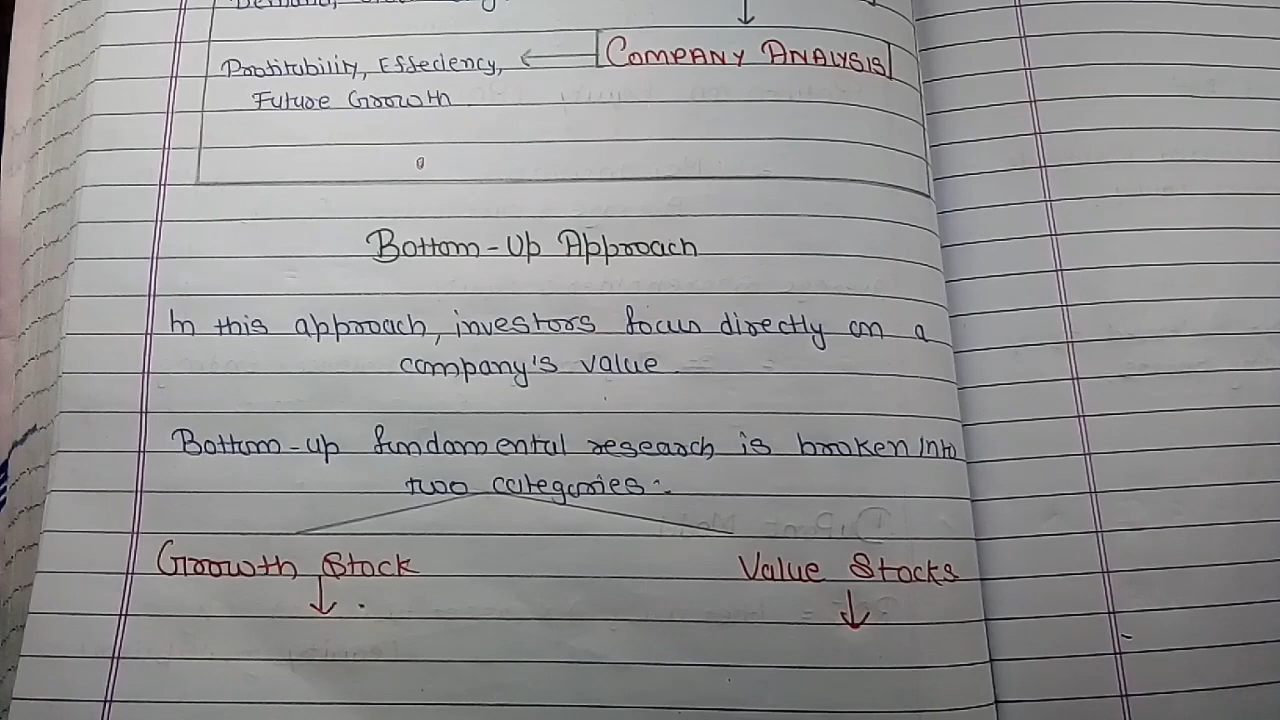 Demand,
COMPANY ANALYSIS
Profitability, Effeciency,
Future Growth
Bottom-Up Approach
In this approach, investors focus directly on a
company's value
Bottom-up fundamental research is broken into
two categories:-
Growth Stock
Value Stocks